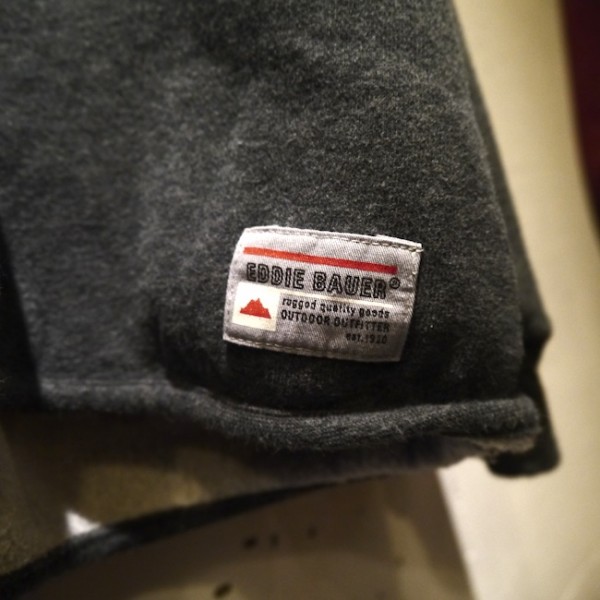 EDDIE BAUER®
rugged quality goods
OUTDOOR OUTFITTER
est.1920